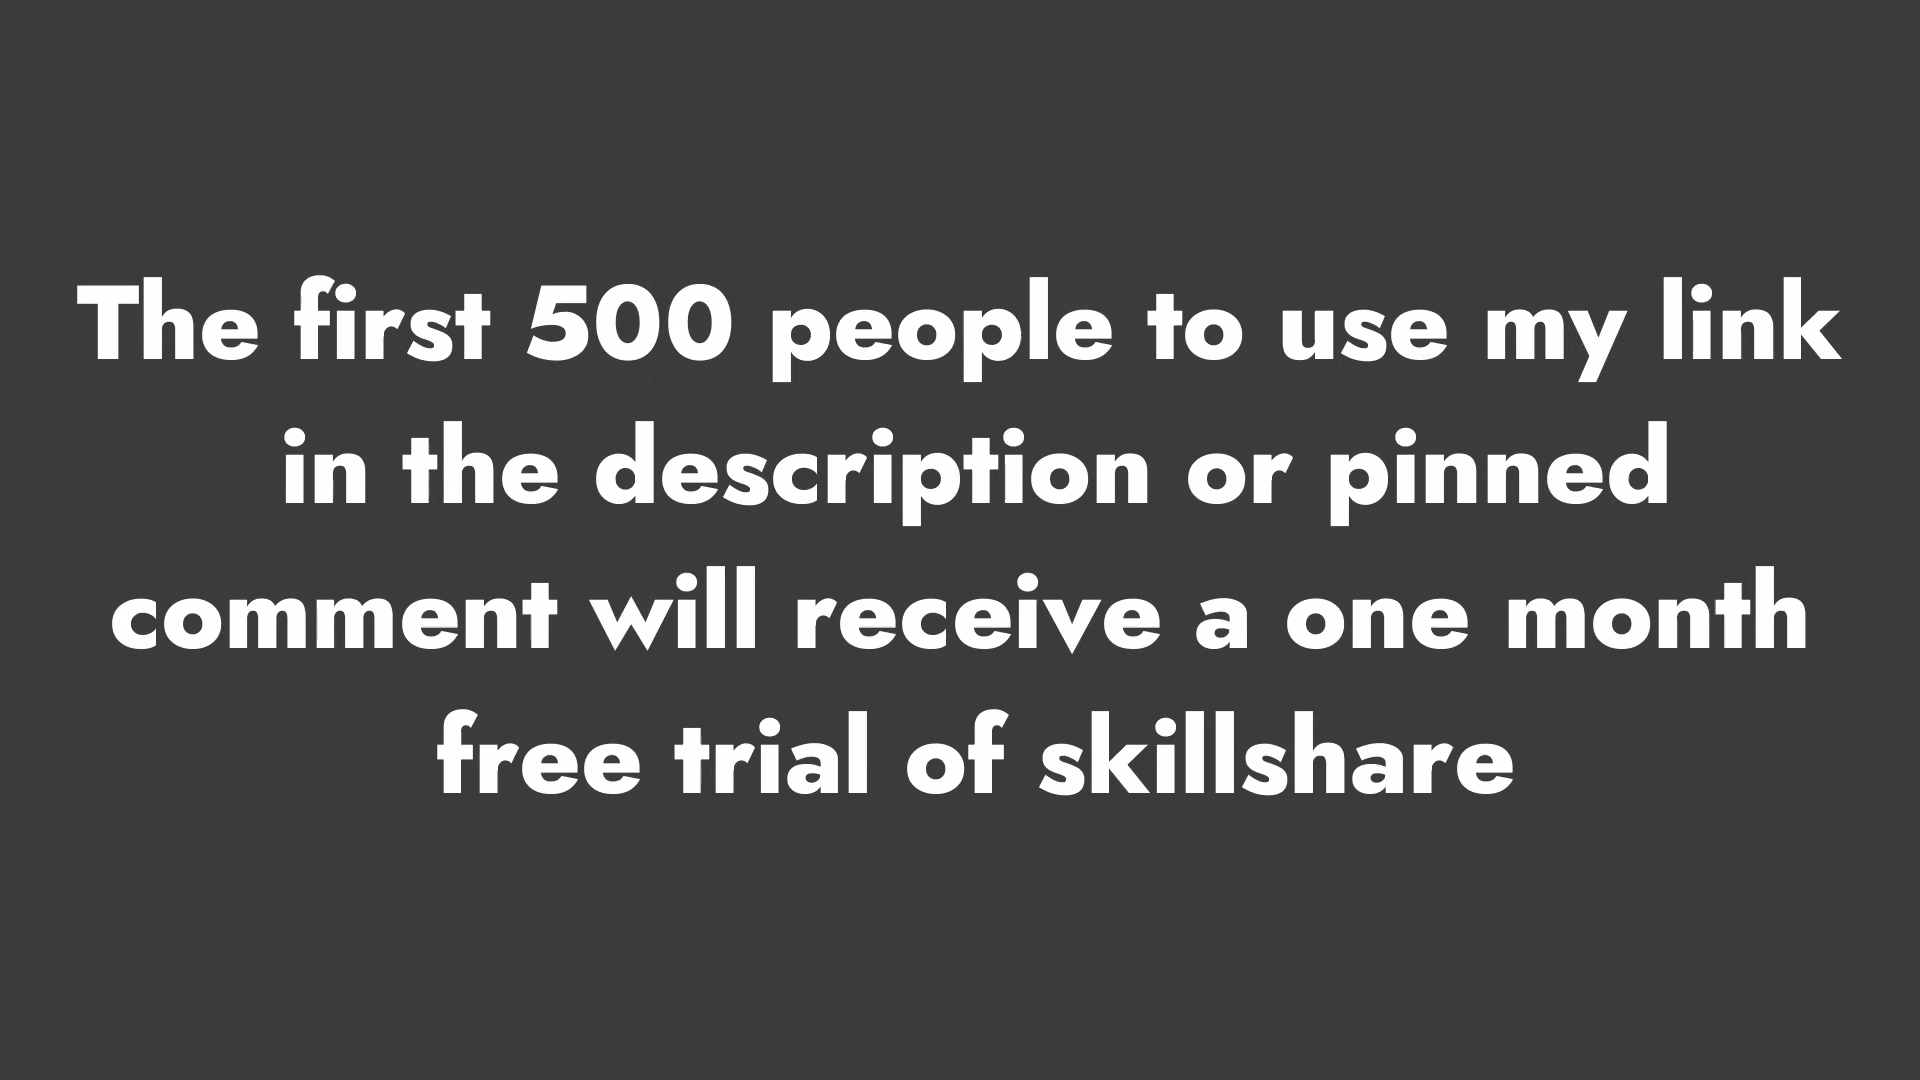 The first 500 people to use my link
in the description or pinned
comment will receive a one month
free trial of skillshare